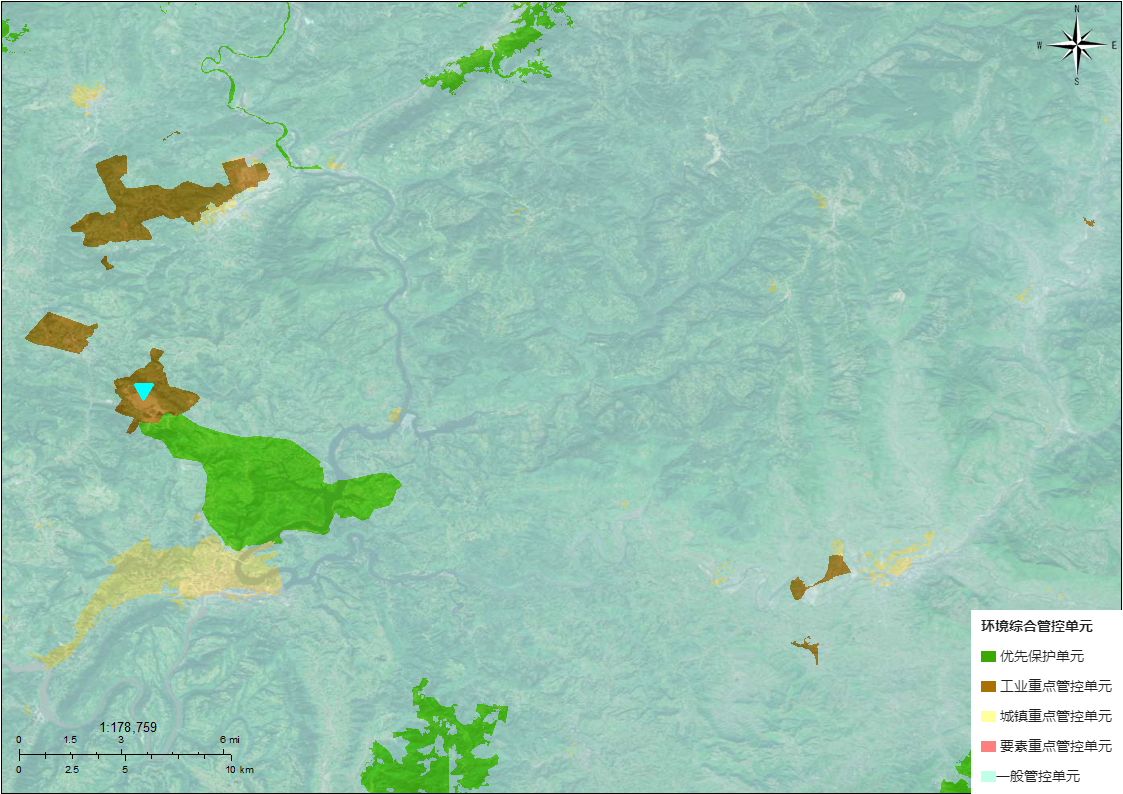 N
W E
S
环境综合管控单元
优先保护单元
工业重点管控单元
城镇重点管控单元
要素重点管控单元
一般管控单元
1:178,759
0 1.5 3 6 mi
0 2.5 5 10 km